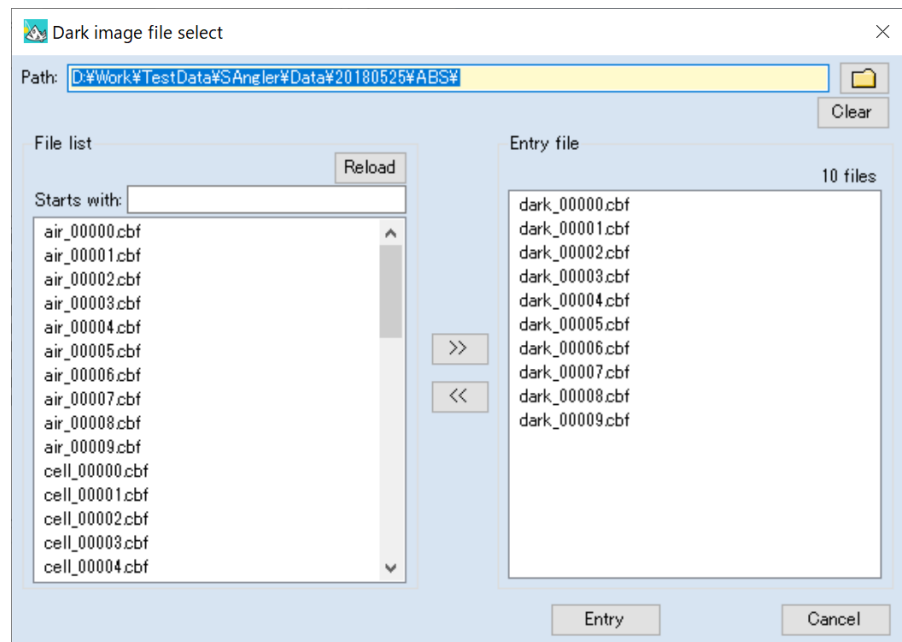 Dark image file select
Path: D:¥Work¥TestData¥SAngler¥Data¥20180525¥ABS¥
Clear
File list
Reload
Starts with:
air_00000.cbf
air_00001.cbf
air_00002.cbf
air_00003.cbf
air_00004.cbf
air_00005.cbf
air_00006.cbf
air_00007.cbf
air_00008.cbf
air_00009.cbf
cell_00000.cbf
cell_00001.cbf
cell_00002.cbf
cell_00003.cbf
cell_00004.cbf
>>
<<
Entry file
10 files
dark_00000.cbf
dark_00001.cbf
dark_00002.cbf
dark_00003.cbf
dark_00004.cbf
dark_00005.cbf
dark_00006.cbf
dark_00007.cbf
dark_00008.cbf
dark_00009.cbf
Entry
Cancel